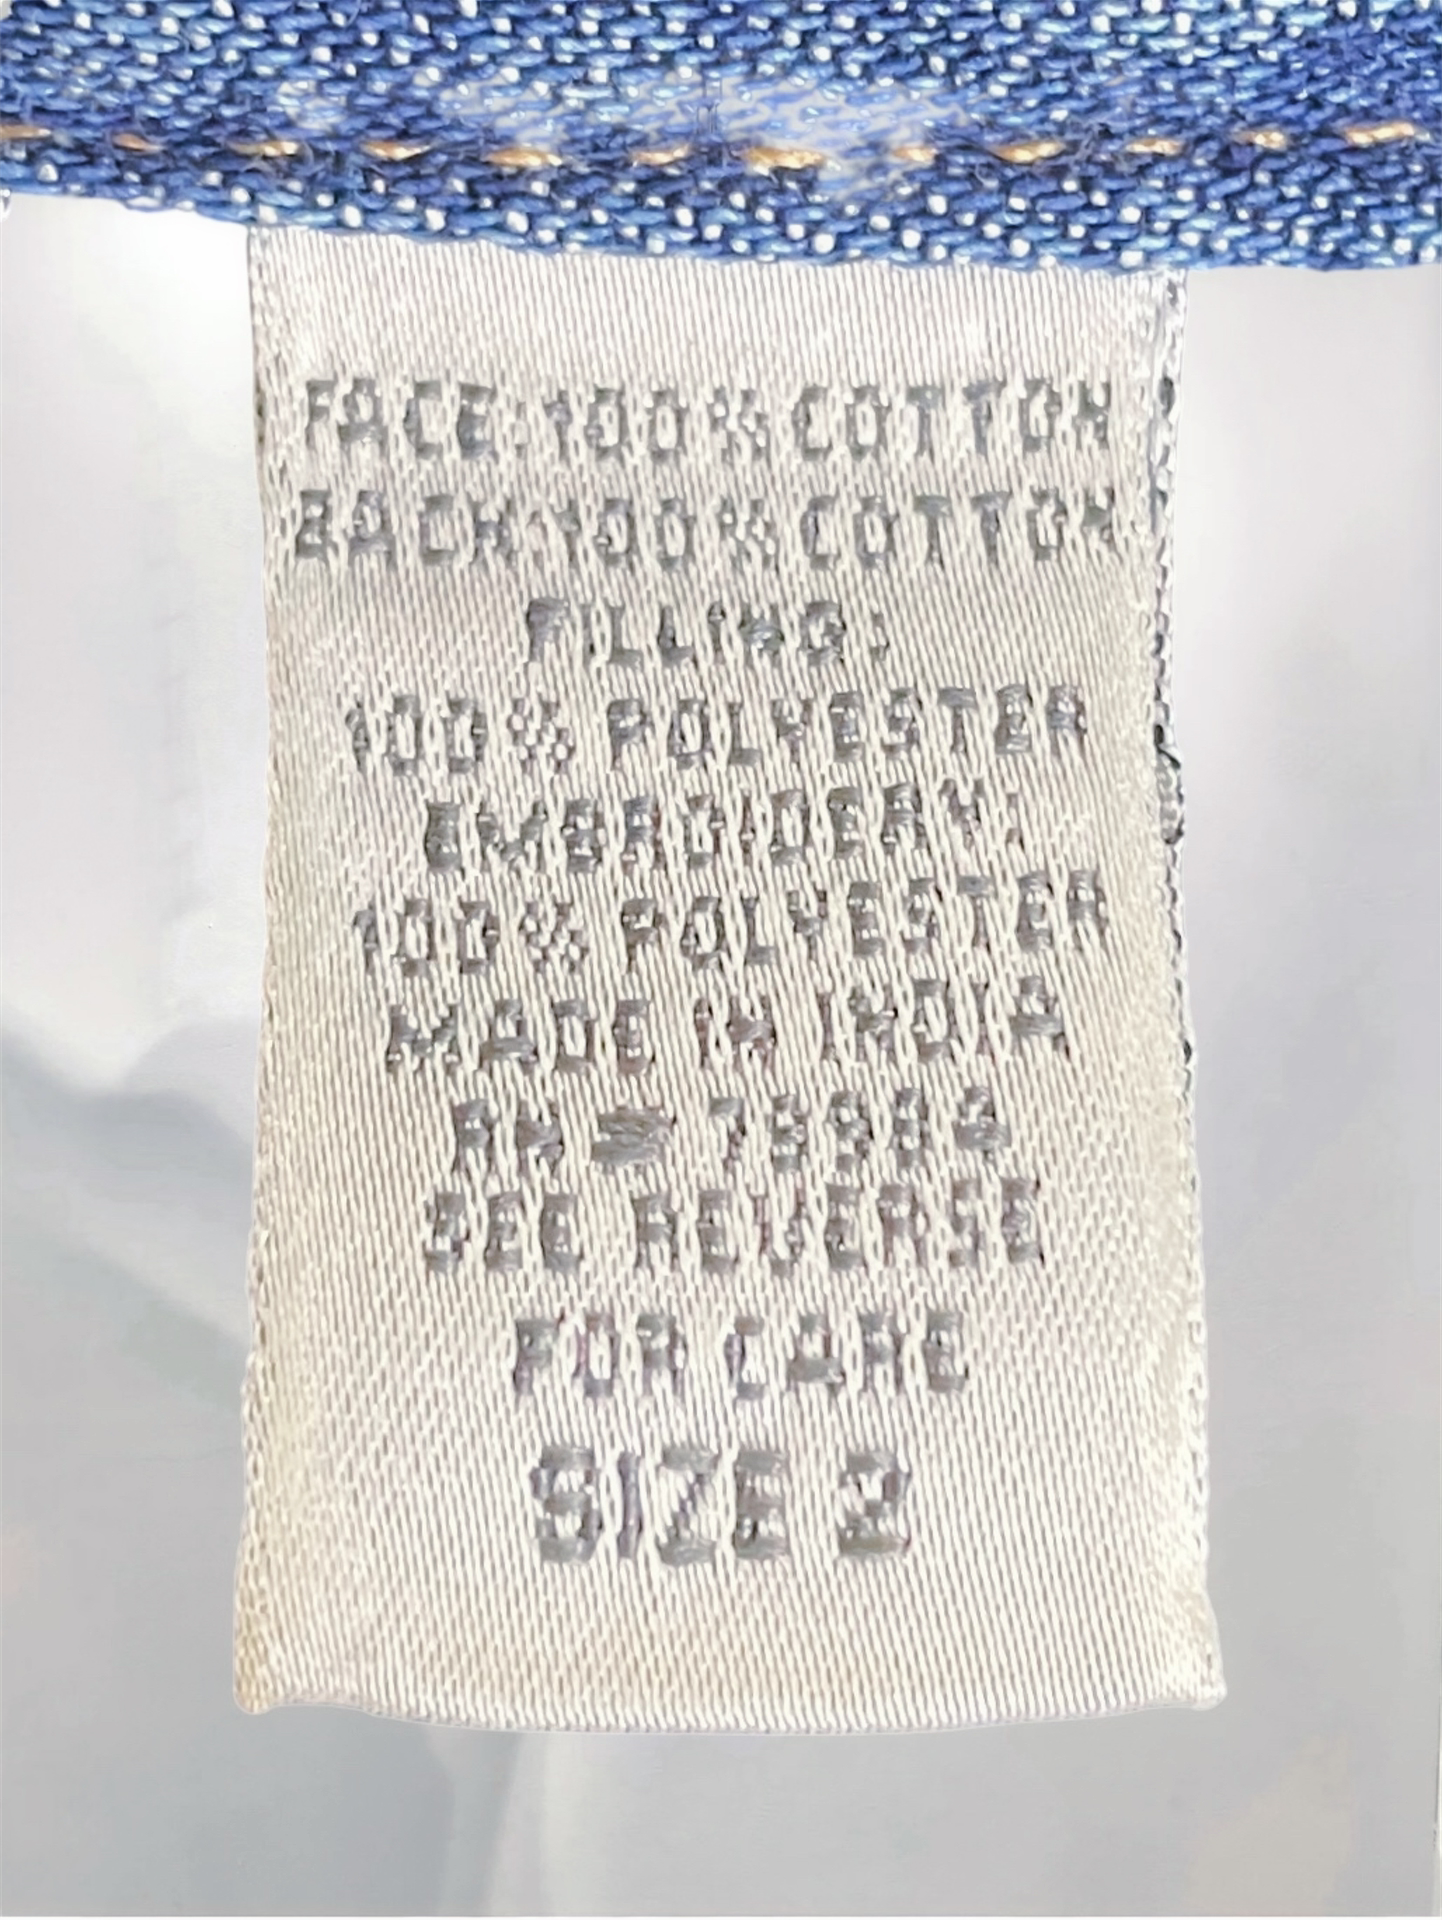 FACE:100%COTTON
BACK:100%COTTON
FILLING:
100% POLYESTER
EMBROIDERY:
100% POLYESTER
MADE IN INDIA
RN = 79984
SEE REVERSE
FOR CARE
SIZE 2